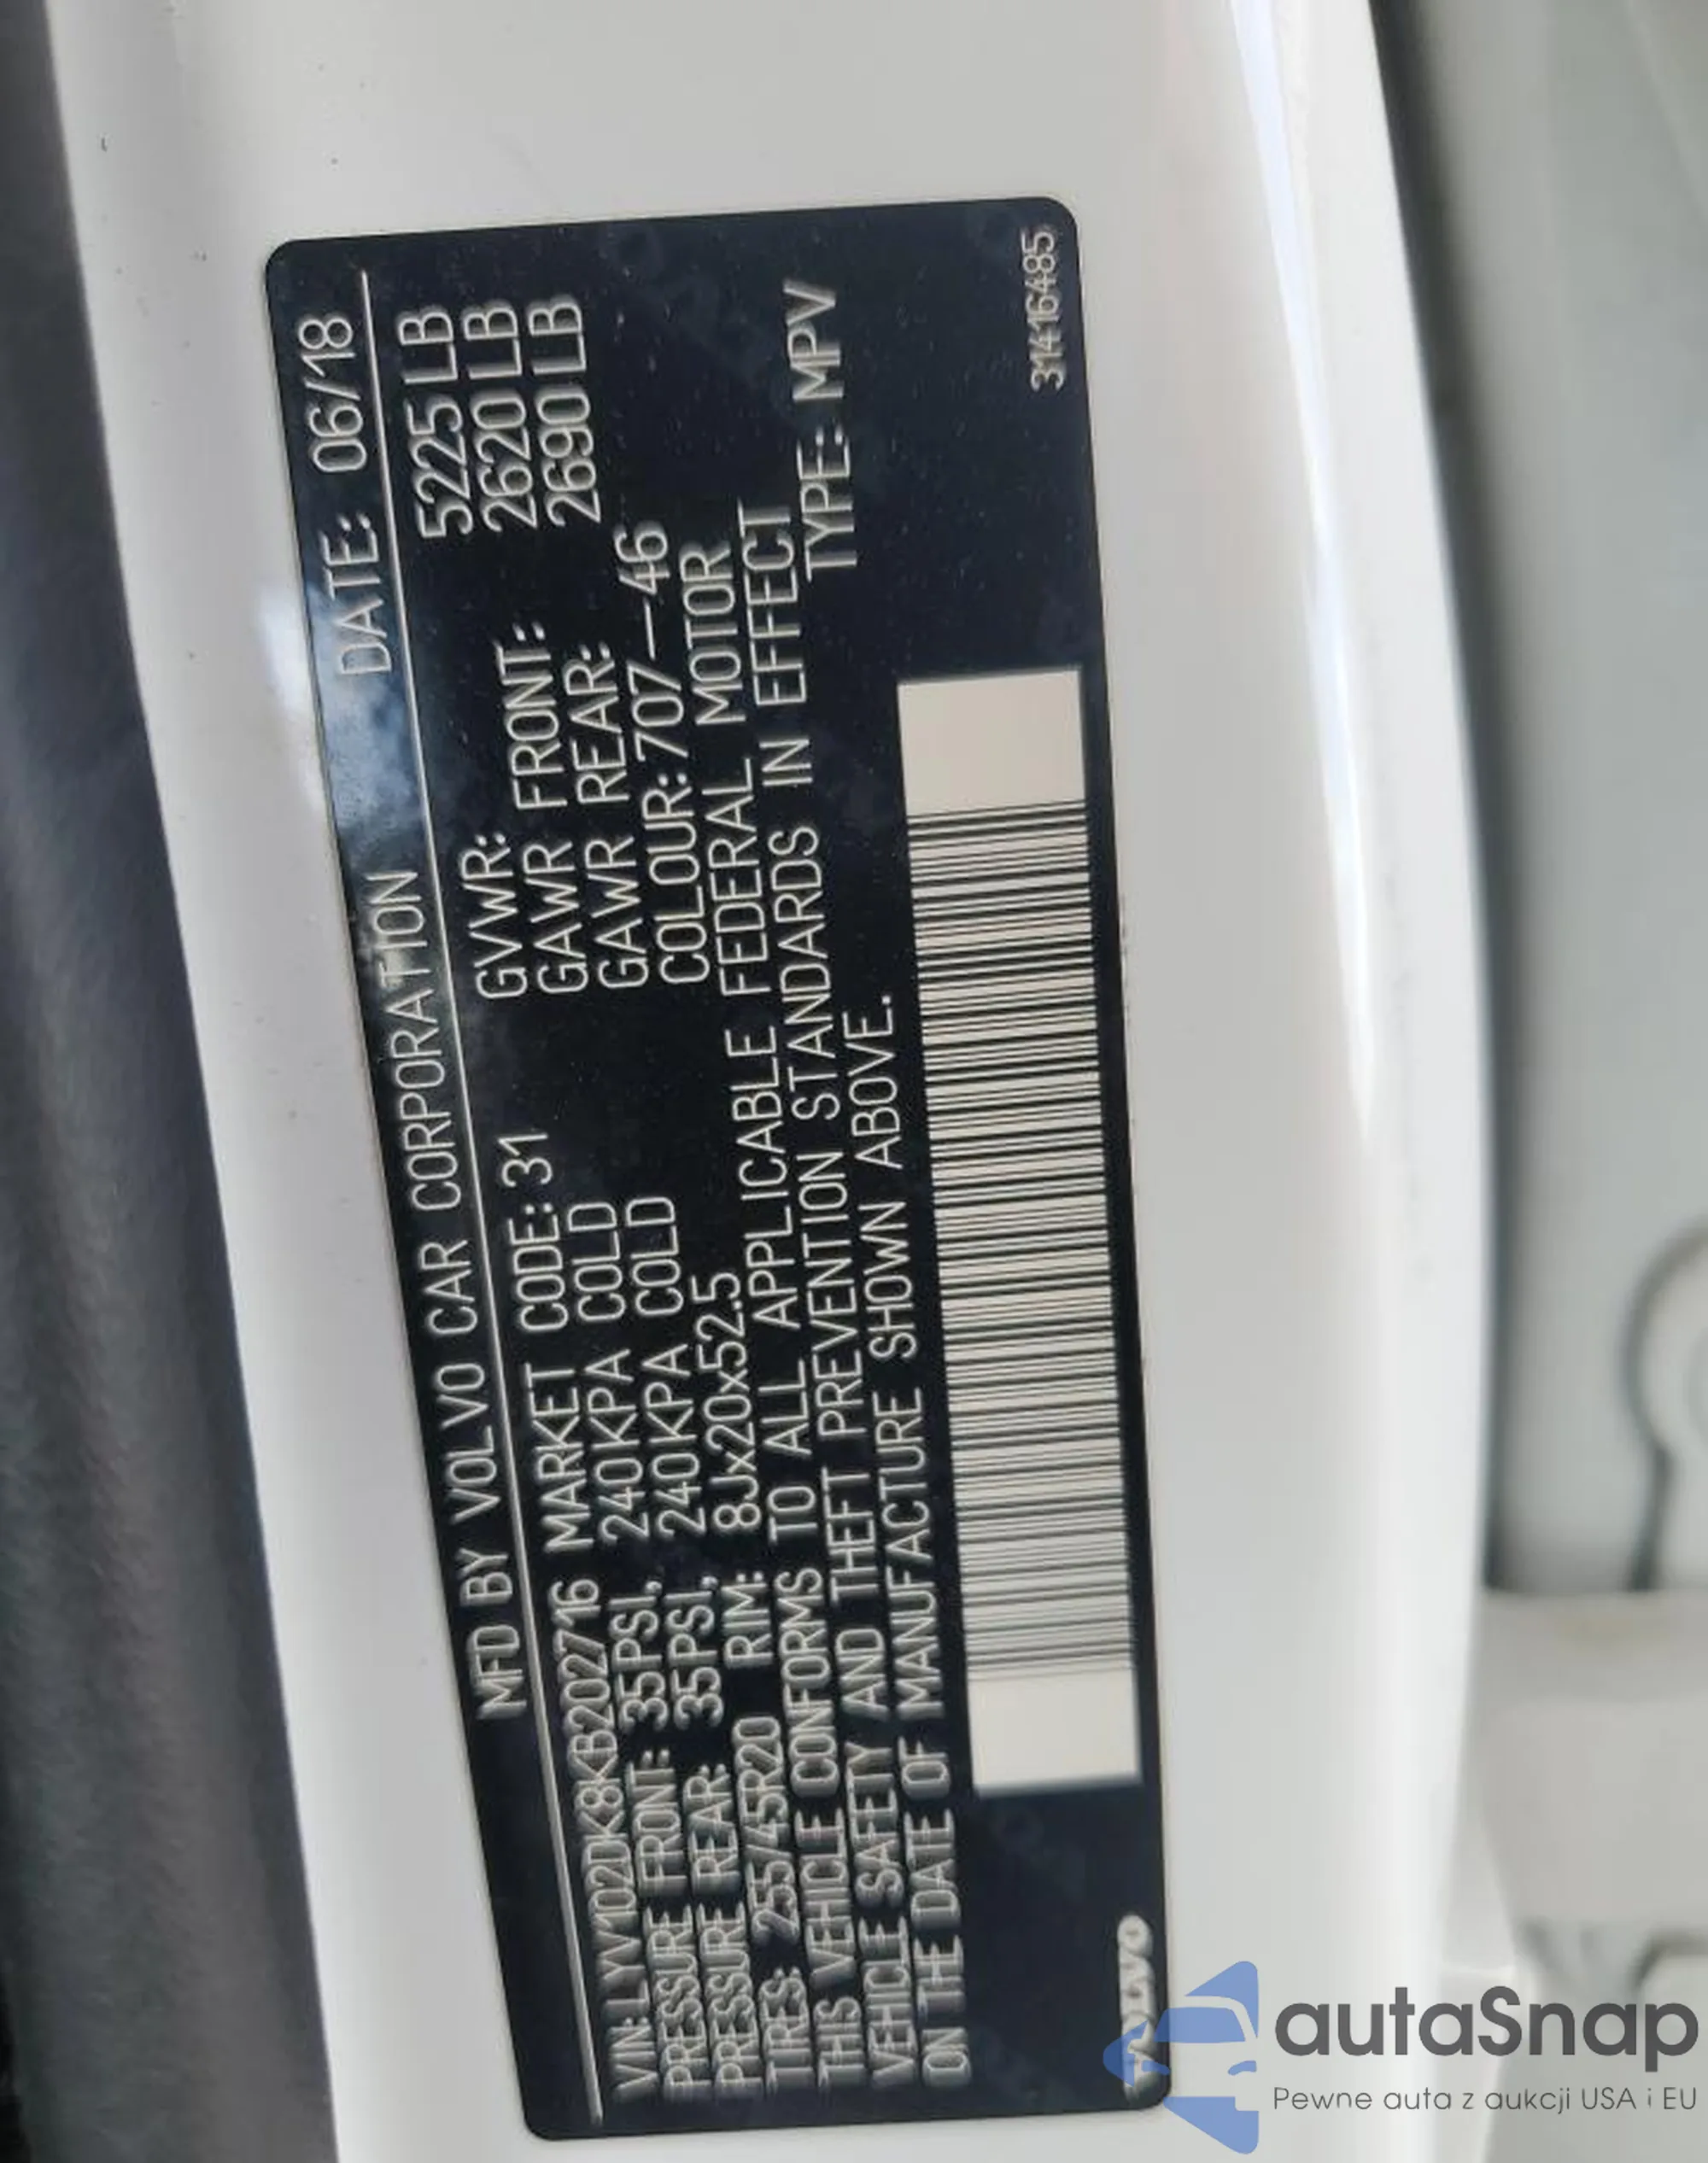 MFD BY VOLVO CAR CORPORATION DATE: 06/18
VIN: LYV102DK8KB202716 MARKET CODE: 31 GVWR: 5225 LB
PRESSURE FRONT: 35PSI, 240KPA COLD GAWR FRONT: 2620 LB
PRESSURE REAR: 35PSI, 240KPA COLD GAWR REAR: 2690 LB
TIRES: 255/45R20 RIM: 8Jx20x52.5 COLOUR: 707-46
THIS VEHICLE CONFORMS TO ALL APPLICABLE FEDERAL MOTOR
VEHICLE SAFETY AND THEFT PREVENTION STANDARDS IN EFFECT
ON THE DATE OF MANUFACTURE SHOWN ABOVE. TYPE: MPV
VOLVO
31416485
autaSnap
Pewne auta z aukcji USA i EU